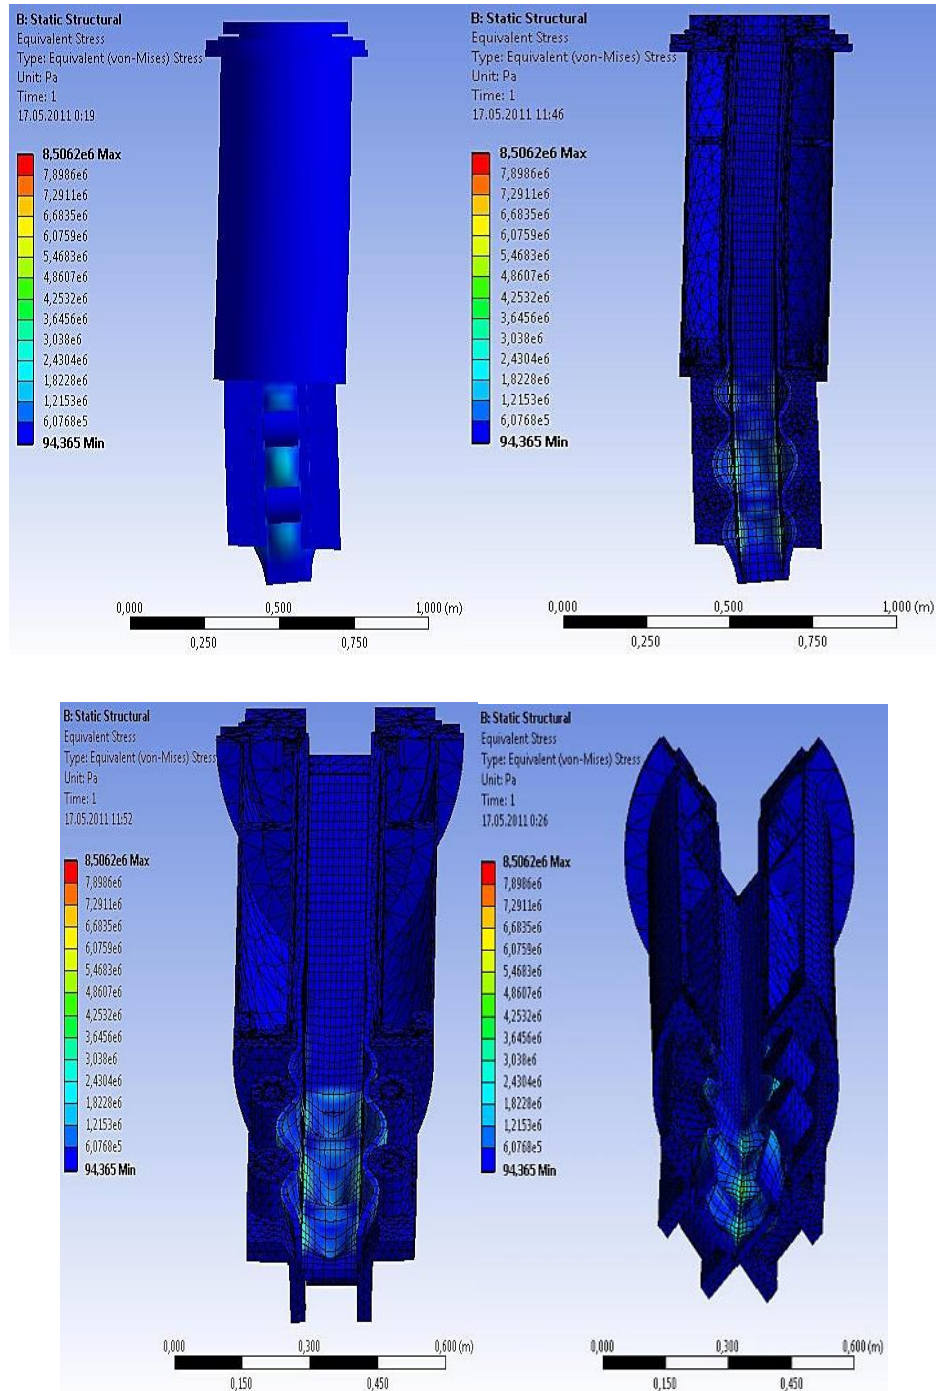 B: Static Structural
Equivalent Stress
Type: Equivalent (von-Mises) Stress
Unit: Pa
Time: 1
17.05.2011 0:19
8,5062e6 Max
7,8986e6
7,2911e6
6,6835e6
6,0759e6
5,4683e6
4,8607e6
4,2532e6
3,6456e6
3,038e6
2,4304e6
1,8228e6
1,2153e6
6,0768e5
94,365 Min
0,000 0,500 1,000 (m)
0,250 0,750
B: Static Structural
Equivalent Stress
Type: Equivalent (von-Mises) Stress
Unit: Pa
Time: 1
17.05.2011 11:46
8,5062e6 Max
7,8986e6
7,2911e6
6,6835e6
6,0759e6
5,4683e6
4,8607e6
4,2532e6
3,6456e6
3,038e6
2,4304e6
1,8228e6
1,2153e6
6,0768e5
94,365 Min
0,000 0,500 1,000 (m)
0,250 0,750
B: Static Structural
Equivalent Stress
Type: Equivalent (von-Mises) Stress
Unit: Pa
Time: 1
17.05.2011 11:52
8,5062e6 Max
7,8986e6
7,2911e6
6,6835e6
6,0759e6
5,4683e6
4,8607e6
4,2532e6
3,6456e6
3,038e6
2,4304e6
1,8228e6
1,2153e6
6,0768e5
94,365 Min
0,000 0,300 0,600 (m)
0,150 0,450
B: Static Structural
Equivalent Stress
Type: Equivalent (von-Mises) Stress
Unit: Pa
Time: 1
17.05.2011 0:26
8,5062e6 Max
7,8986e6
7,2911e6
6,6835e6
6,0759e6
5,4683e6
4,8607e6
4,2532e6
3,6456e6
3,038e6
2,4304e6
1,8228e6
1,2153e6
6,0768e5
94,365 Min
0,000 0,300 0,600 (m)
0,150 0,450